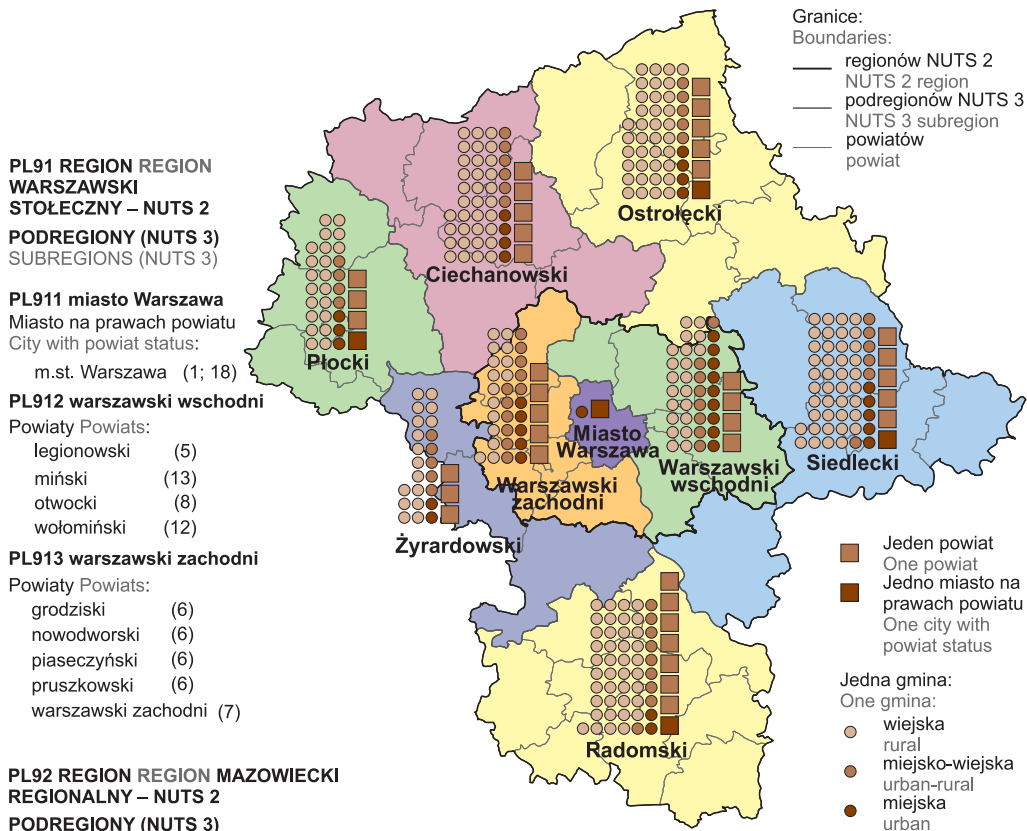 PL91 REGION REGION
WARSZAWSKI
STOŁECZNY – NUTS 2
PODREGIONY (NUTS 3)
SUBREGIONS (NUTS 3)
PL911 miasto Warszawa
Miasto na prawach powiatu
City with powiat status:
m.st. Warszawa (1; 18)
PL912 warszawski wschodni
Powiaty Powiats:
legionowski (5)
miński (13)
otwocki (8)
wołomiński (12)
PL913 warszawski zachodni
Powiaty Powiats:
grodziski (6)
nowodworski (6)
piaseczyński (6)
pruszkowski (6)
warszawski zachodni (7)
PL92 REGION REGION MAZOWIECKI
REGIONALNY – NUTS 2
PODREGIONY (NUTS 3)
Ostrołęcki
Ciechanowski
Płocki
Miasto
Warszawa
Warszawski
wschodni
Siedlecki
Warszawski
zachodni
Żyrardowski
Radomski
Granice:
Boundaries:
regionów NUTS 2
NUTS 2 region
podregionów NUTS 3
NUTS 3 subregion
powiatów
powiat
Jeden powiat
One powiat
Jedno miasto na
prawach powiatu
One city with
powiat status
Jedna gmina:
One gmina:
wiejska
rural
miejsko-wiejska
urban-rural
miejska
urban